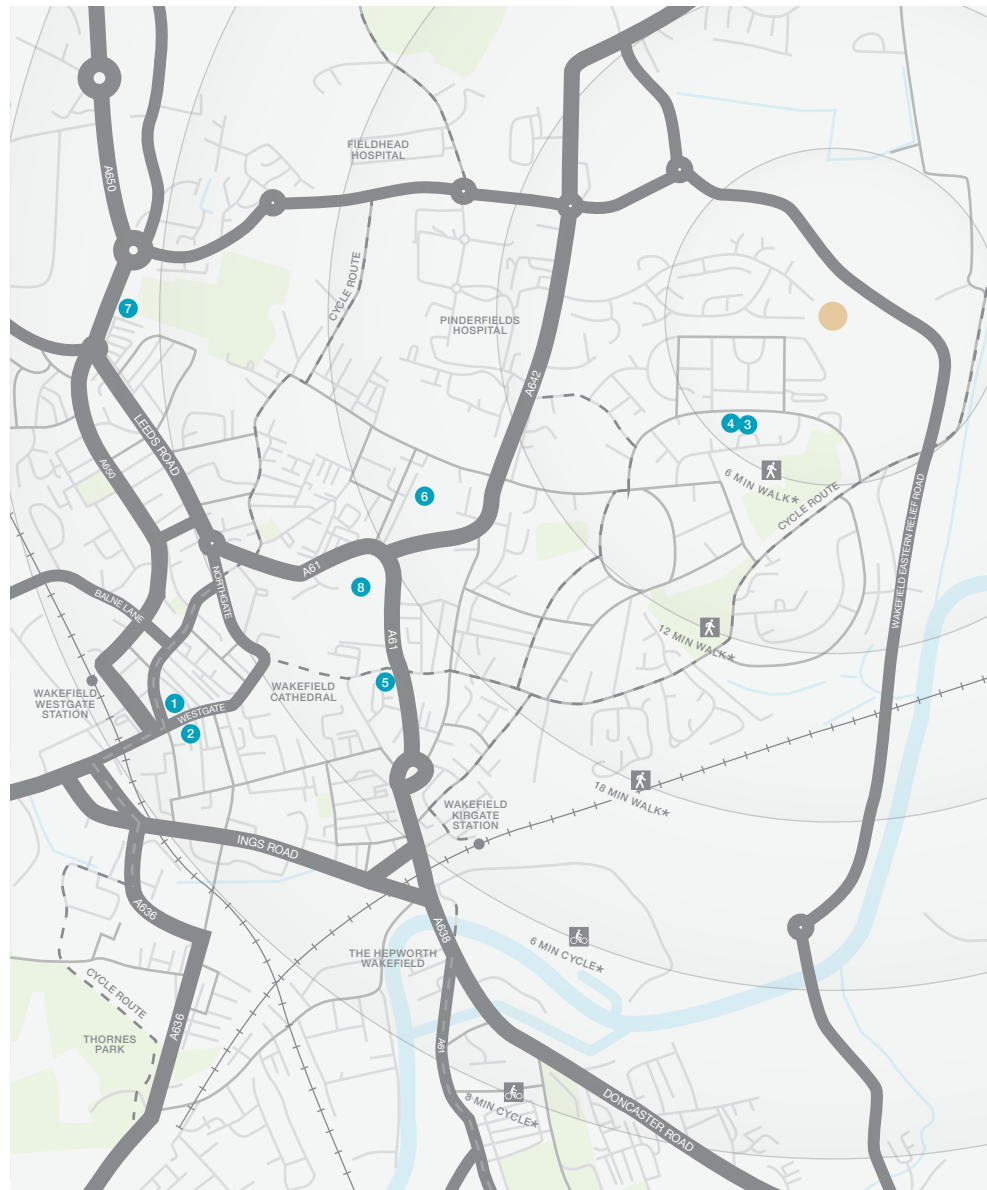 FIELDHEAD
HOSPITAL
A650
CYCLE ROUTE
7
PINDERFIELDS
HOSPITAL
A642
LEEDS ROAD
4
3
6 MIN WALK*
A650
6
CYCLE ROUTE
WAKEFIELD EASTERN RELIEF ROAD
A61
8
NORTHGATE
BALNE LANE
A61
12 MIN WALK*
WAKEFIELD
WESTGATE
STATION
WAKEFIELD
CATHEDRAL
5
1
WESTGATE
2
18 MIN WALK*
WAKEFIELD
KIRGATE
STATION
INGS ROAD
A636
A638
6 MIN CYCLE*
THE HEPWORTH
WAKEFIELD
CYCLE ROUTE
A636
THORNES
PARK
A61
8 MIN CYCLE*
DONCASTER ROAD